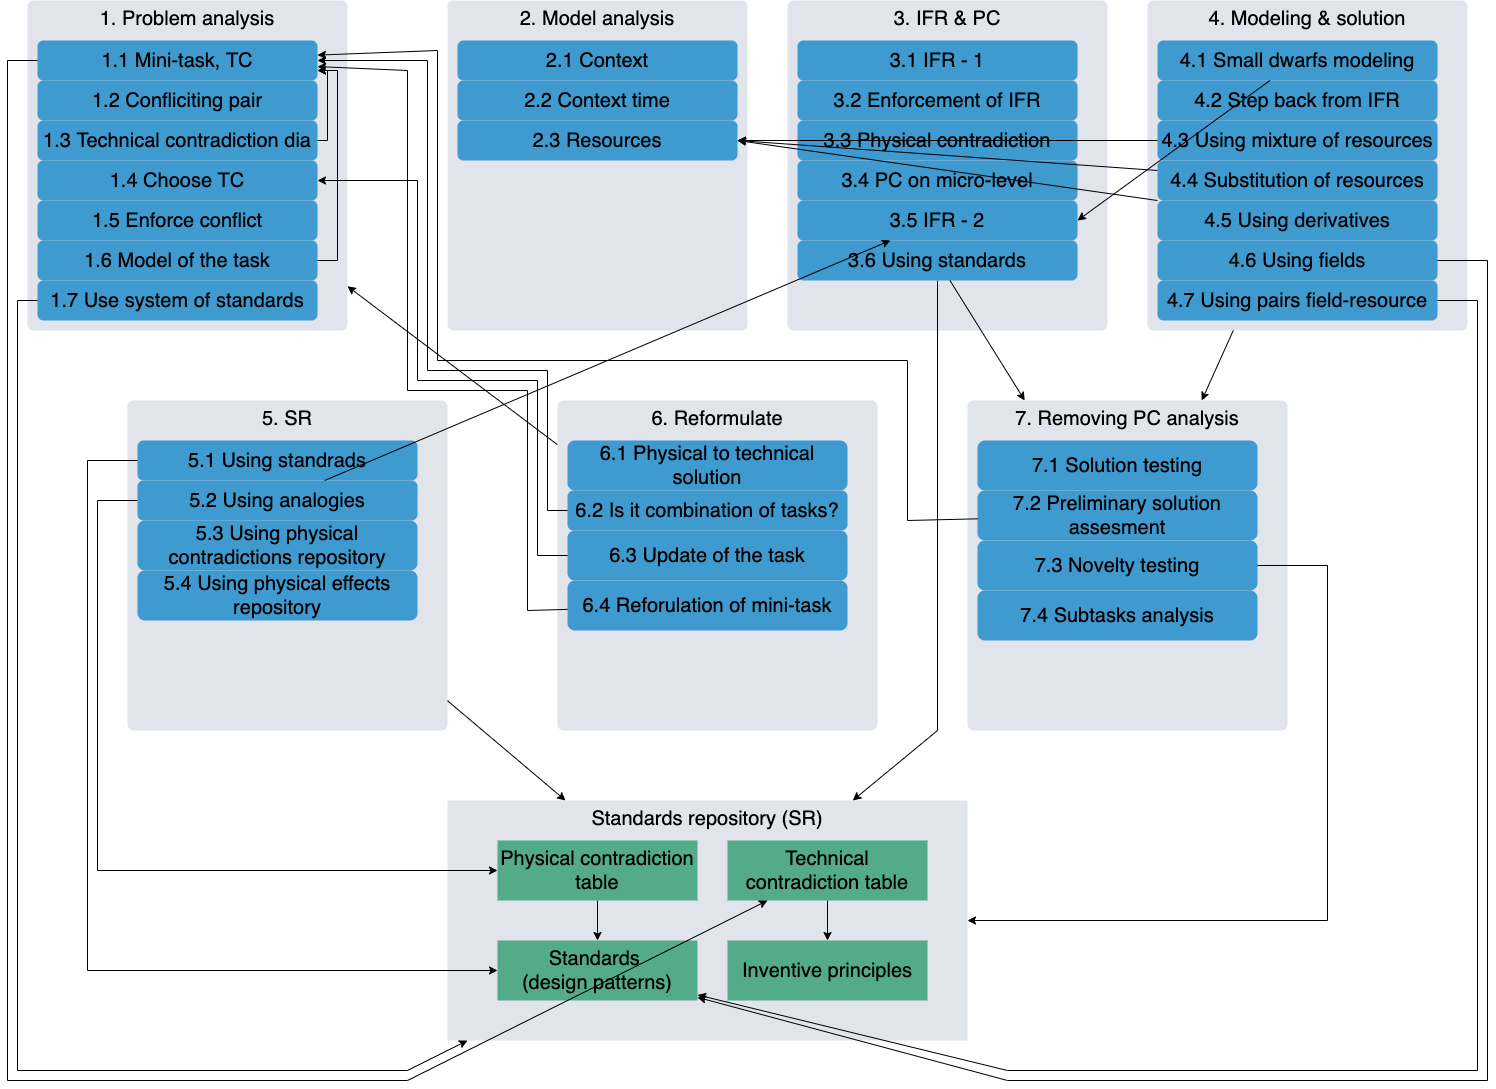 1. Problem analysis
1.1 Mini-task, TC
1.2 Confliciting pair
1.3 Technical contradiction dia
1.4 Choose TC
1.5 Enforce conflict
1.6 Model of the task
1.7 Use system of standards
2. Model analysis
2.1 Context
2.2 Context time
2.3 Resources
3. IFR & PC
3.1 IFR - 1
3.2 Enforcement of IFR
3.3 Physical contradiction
3.4 PC on micro-level
3.5 IFR - 2
3.6 Using standards
4. Modeling & solution
4.1 Small dwarfs modeling
4.2 Step back from IFR
4.3 Using mixture of resources
4.4 Substitution of resources
4.5 Using derivatives
4.6 Using fields
4.7 Using pairs field-resource
5. SR
5.1 Using standrads
5.2 Using analogies
5.3 Using physical
contradictions repository
5.4 Using physical effects
repository
6. Reformulate
6.1 Physical to technical
solution
6.2 Is it combination of tasks?
6.3 Update of the task
6.4 Reforulation of mini-task
7. Removing PC analysis
7.1 Solution testing
7.2 Preliminary solution
assesment
7.3 Novelty testing
7.4 Subtasks analysis
Standards repository (SR)
Physical contradiction
table
Technical
contradiction table
Standards
(design patterns)
Inventive principles